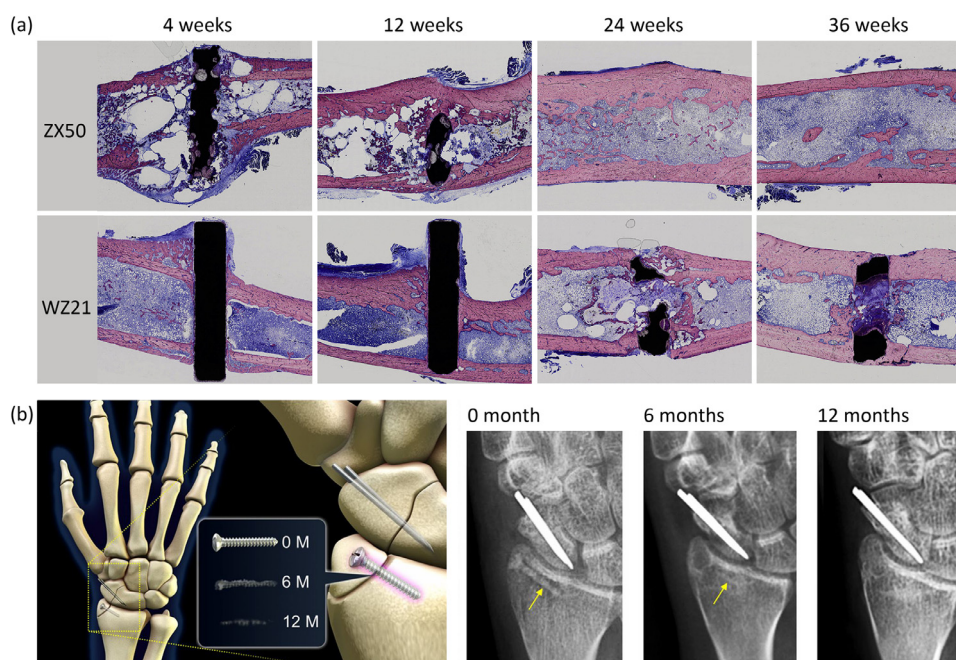 (a) 4 weeks 12 weeks 24 weeks 36 weeks
ZX50
WZ21
(b) 0 month 6 months 12 months
0 M
6 M
12 M